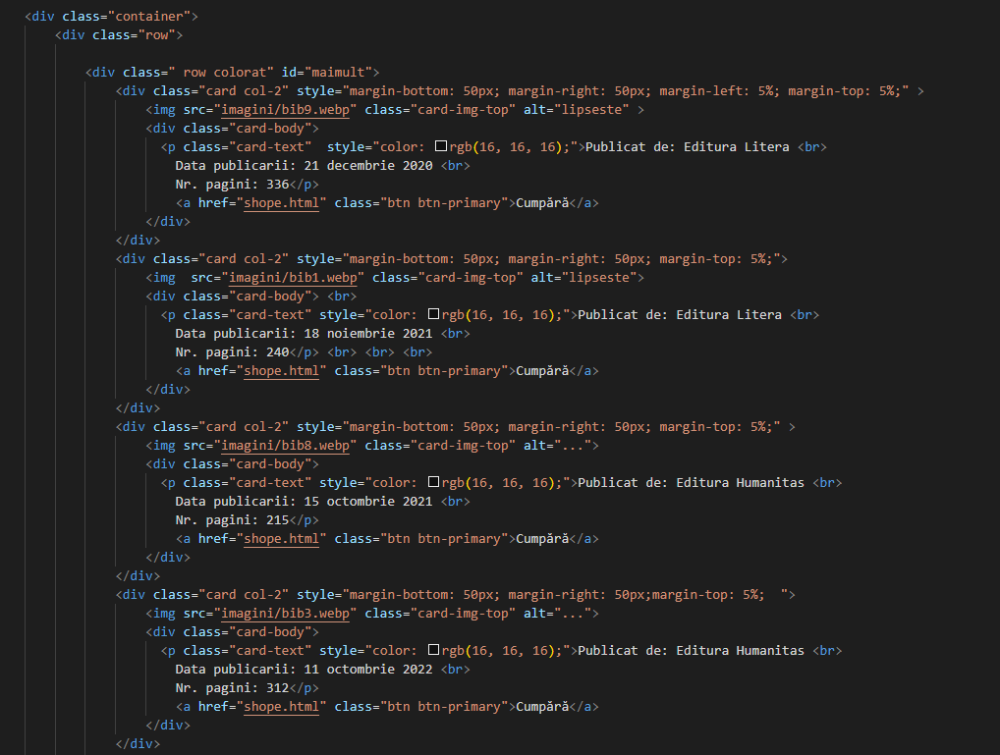 <div class="container">
<div class="row">
<div class=" row colorat" id="maimult">
<div class="card col-2" style="margin-bottom: 50px; margin-right: 50px; margin-left: 5%; margin-top: 5%;" >
<img src="imagini/bib9.webp" class="card-img-top" alt="lipseste" >
<div class="card-body">
<p class="card-text"  style="color: rgb(16, 16, 16);">Publicat de: Editura Litera <br>
Data publicarii: 21 decembrie 2020 <br>
Nr. pagini: 336</p>
<a href="shope.html" class="btn btn-primary">Cumpără</a>
</div>
</div>
<div class="card col-2" style="margin-bottom: 50px; margin-right: 50px; margin-top: 5%;">
<img  src="imagini/bib1.webp" class="card-img-top" alt="lipseste">
<div class="card-body"> <br>
<p class="card-text" style="color: rgb(16, 16, 16);">Publicat de: Editura Litera <br>
Data publicarii: 18 noiembrie 2021 <br>
Nr. pagini: 240</p> <br> <br> <br>
<a href="shope.html" class="btn btn-primary">Cumpără</a>
</div>
</div>
<div class="card col-2" style="margin-bottom: 50px; margin-right: 50px; margin-top: 5%;" >
<img src="imagini/bib8.webp" class="card-img-top" alt="...">
<div class="card-body">
<p class="card-text" style="color: rgb(16, 16, 16);">Publicat de: Editura Humanitas <br>
Data publicarii: 15 octombrie 2021 <br>
Nr. pagini: 215</p>
<a href="shope.html" class="btn btn-primary">Cumpără</a>
</div>
</div>
<div class="card col-2" style="margin-bottom: 50px; margin-right: 50px;margin-top: 5%;  ">
<img src="imagini/bib3.webp" class="card-img-top" alt="...">
<div class="card-body">
<p class="card-text" style="color: rgb(16, 16, 16);">Publicat de: Editura Humanitas <br>
Data publicarii: 11 octombrie 2022 <br>
Nr. pagini: 312</p>
<a href="shope.html" class="btn btn-primary">Cumpără</a>
</div>
</div>